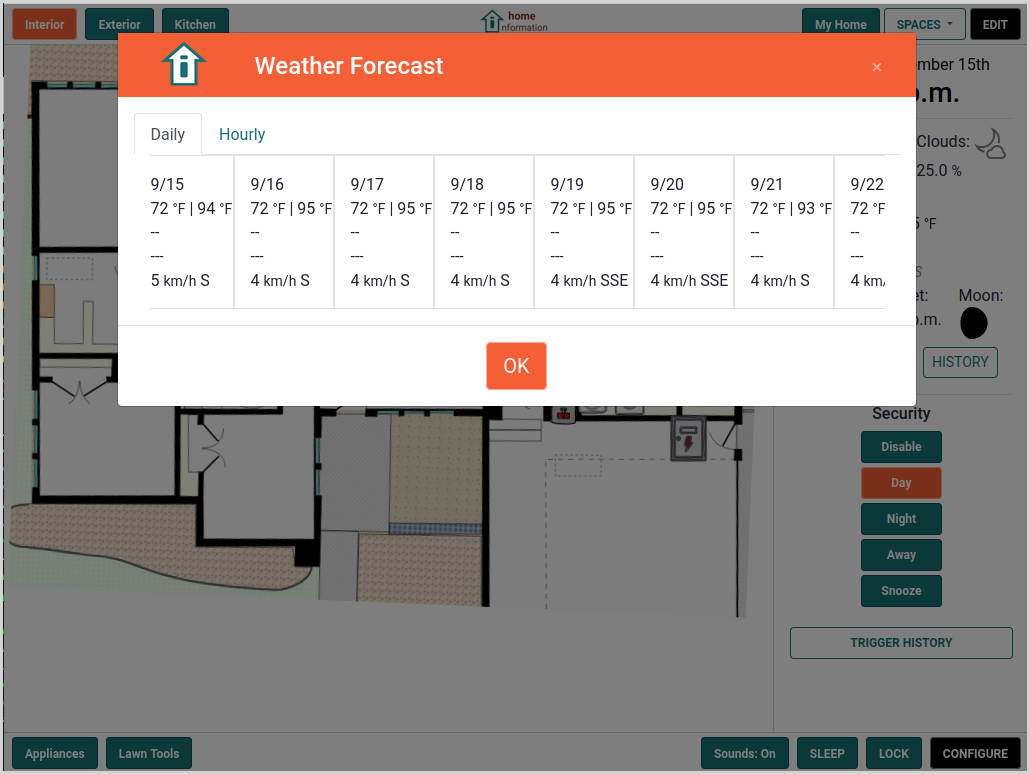 Interior
Exterior
Kitchen
home
nformation
My Home
SPACES
EDIT
Weather Forecast
×
mber 15th
p.m.
Daily
Hourly
Clouds:
25.0 %
9/15
72 °F | 94 °F
--
---
5 km/h S
9/16
72 °F | 95 °F
--
---
4 km/h S
9/17
72 °F | 95 °F
--
---
4 km/h S
9/18
72 °F | 95 °F
--
---
4 km/h S
9/19
72 °F | 95 °F
--
---
4 km/h SSE
9/20
72 °F | 95 °F
--
---
4 km/h SSE
9/21
72 °F | 93 °F
--
---
4 km/h S
9/22
72 °F
--
---
4 km/
°F
et:
Moon:
p.m.
OK
HISTORY
Security
Disable
Day
Night
Away
Snooze
TRIGGER HISTORY
Appliances
Lawn Tools
Sounds: On
SLEEP
LOCK
CONFIGURE